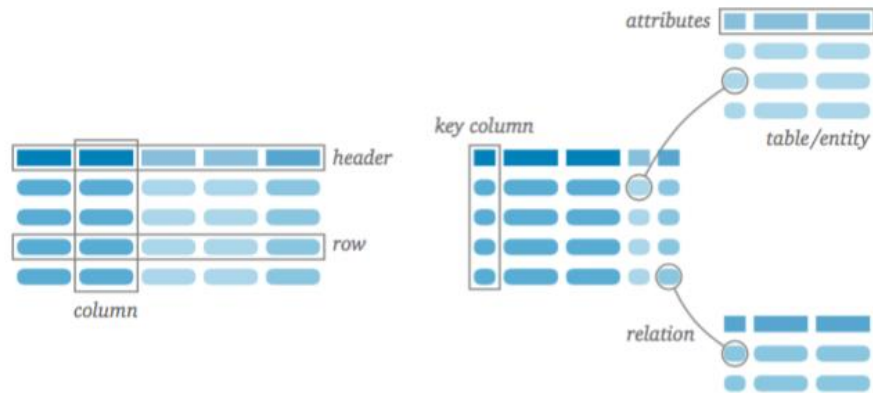 attributes
key column
table/entity
header
row
column
relation